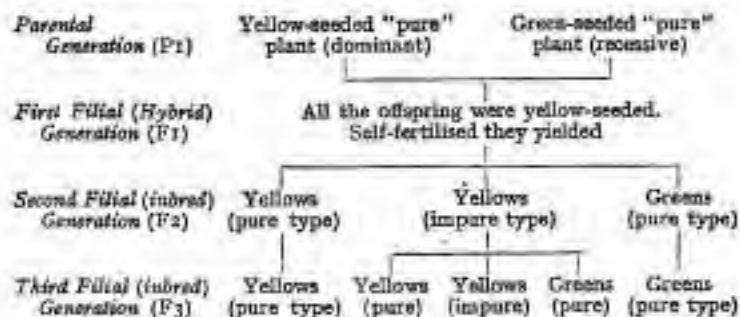 Parental Yellow-seeded "pure" Green-seeded "pure"
Generation (P1) plant (dominant) plant (recessive)
First Filial (Hybrid) All the offspring were yellow-seeded.
Generation (F1) Self-fertilised they yielded
Second Filial (inbred) Yellows Yellows Greens
Generation (F2) (pure type) (impure type) (pure type)
Third Filial (inbred) Yellows Yellows Yellows Greens Greens
Generation (F3) (pure type) (pure) (impure) (pure) (pure type)